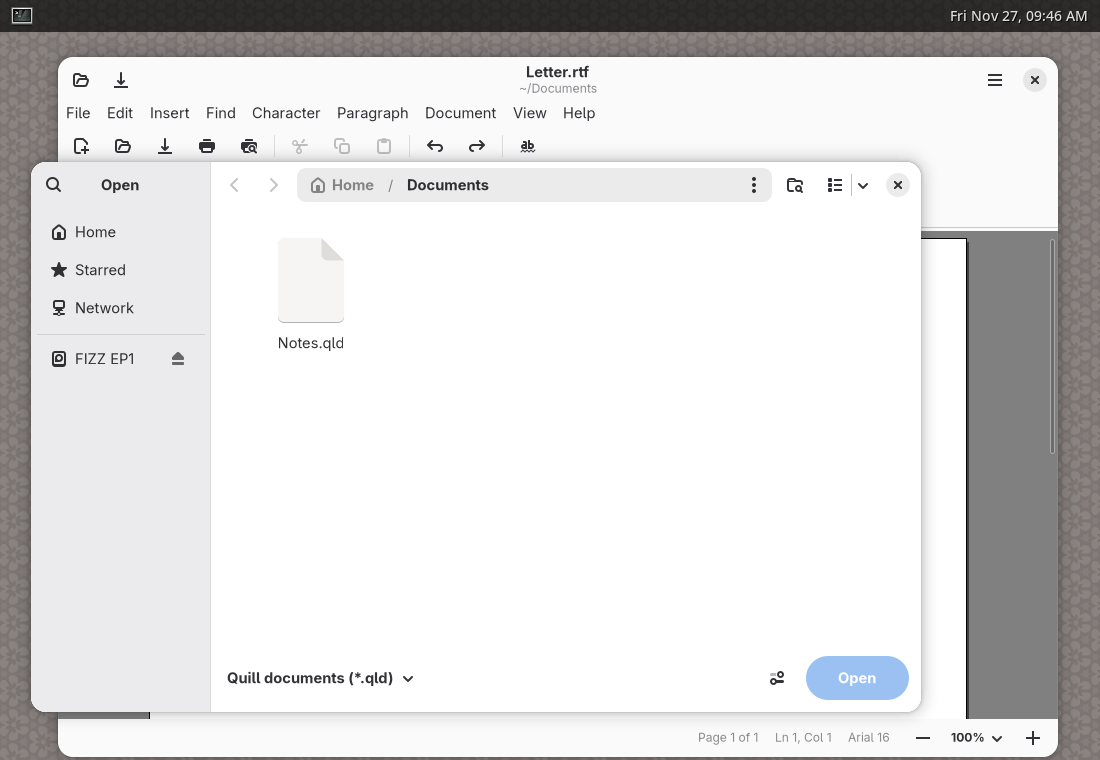 Fri Nov 27, 09:46 AM
Letter.rtf
~/Documents
File Edit Insert Find Character Paragraph Document View Help
Open
Home / Documents
Home
Starred
Network
FIZZ EP1
Notes.qld
Quill documents (*.qld)
Open
Page 1 of 1 Ln 1, Col 1 Arial 16 100%